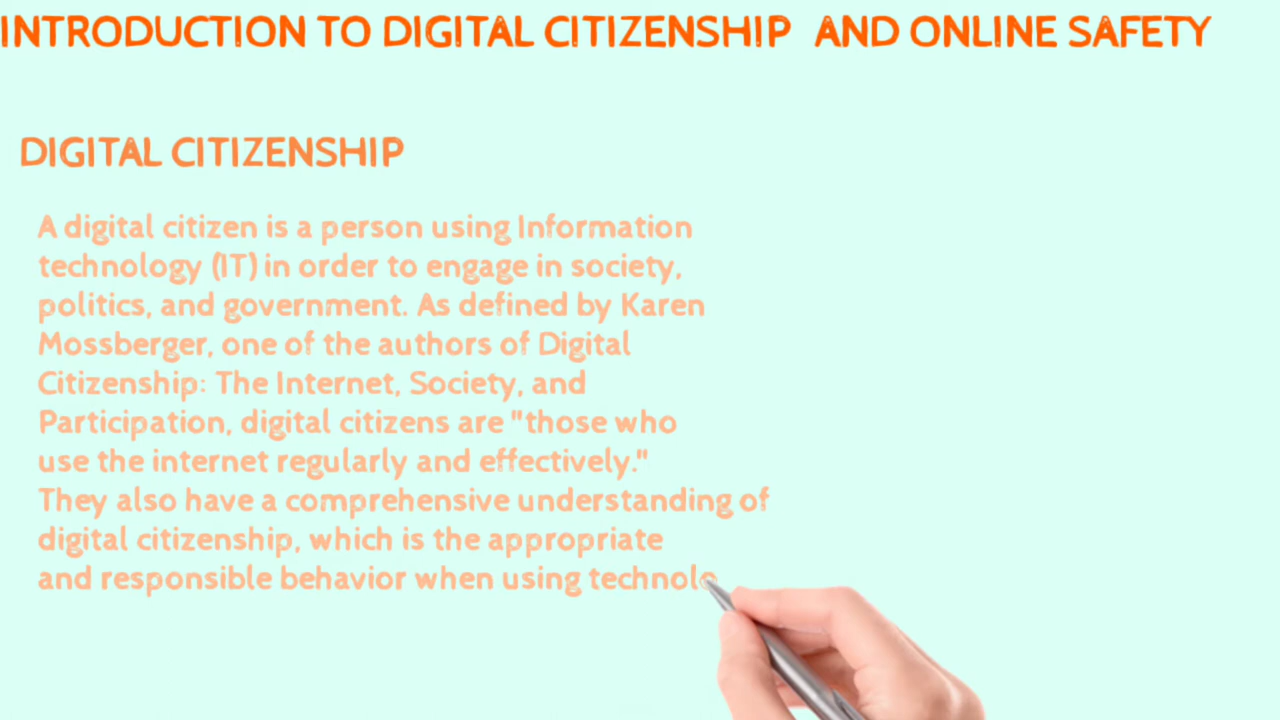 INTRODUCTION TO DIGITAL CITIZENSHIP AND ONLINE SAFETY
DIGITAL CITIZENSHIP
A digital citizen is a person using Information
technology (IT) in order to engage in society,
politics, and government. As defined by Karen
Mossberger, one of the authors of Digital
Citizenship: The Internet, Society, and
Participation, digital citizens are "those who
use the internet regularly and effectively."
They also have a comprehensive understanding of
digital citizenship, which is the appropriate
and responsible behavior when using technolo